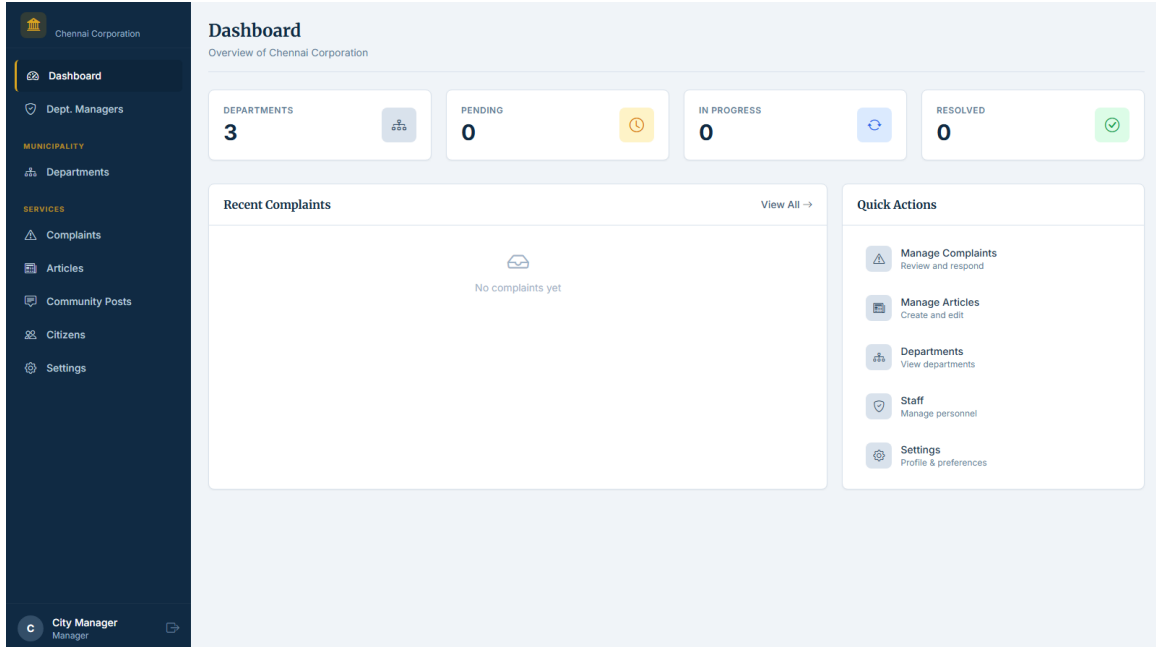 Chennai Corporation
Dashboard
Dept. Managers
MUNICIPALITY
Departments
SERVICES
Complaints
Articles
Community Posts
Citizens
Settings
C
City Manager
Manager
Dashboard
Overview of Chennai Corporation
DEPARTMENTS
3
PENDING
0
IN PROGRESS
0
RESOLVED
0
Recent Complaints
View All →
No complaints yet
Quick Actions
Manage Complaints
Review and respond
Manage Articles
Create and edit
Departments
View departments
Staff
Manage personnel
Settings
Profile & preferences